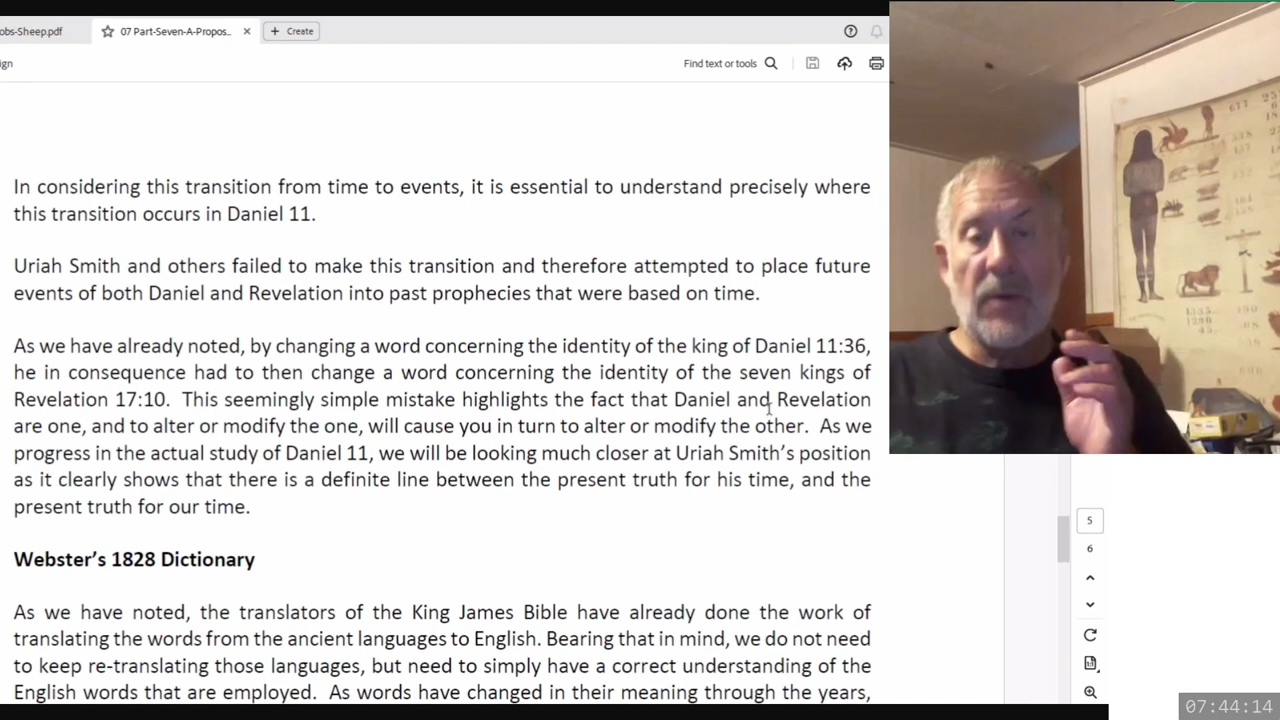 obs-Sheep.pdf
07 Part-Seven-A-Propos...
Create
ign
Find text or tools
In considering this transition from time to events, it is essential to understand precisely where
this transition occurs in Daniel 11.
Uriah Smith and others failed to make this transition and therefore attempted to place future
events of both Daniel and Revelation into past prophecies that were based on time.
As we have already noted, by changing a word concerning the identity of the king of Daniel 11:36,
he in consequence had to then change a word concerning the identity of the seven kings of
Revelation 17:10.  This seemingly simple mistake highlights the fact that Daniel and Revelation
are one, and to alter or modify the one, will cause you in turn to alter or modify the other.  As we
progress in the actual study of Daniel 11, we will be looking much closer at Uriah Smith’s position
as it clearly shows that there is a definite line between the present truth for his time, and the
present truth for our time.
Webster’s 1828 Dictionary
As we have noted, the translators of the King James Bible have already done the work of
translating the words from the ancient languages to English. Bearing that in mind, we do not need
to keep re-translating those languages, but need to simply have a correct understanding of the
English words that are employed.  As words have changed in their meaning through the years,
5
6
677
1335
1290
07:44:14